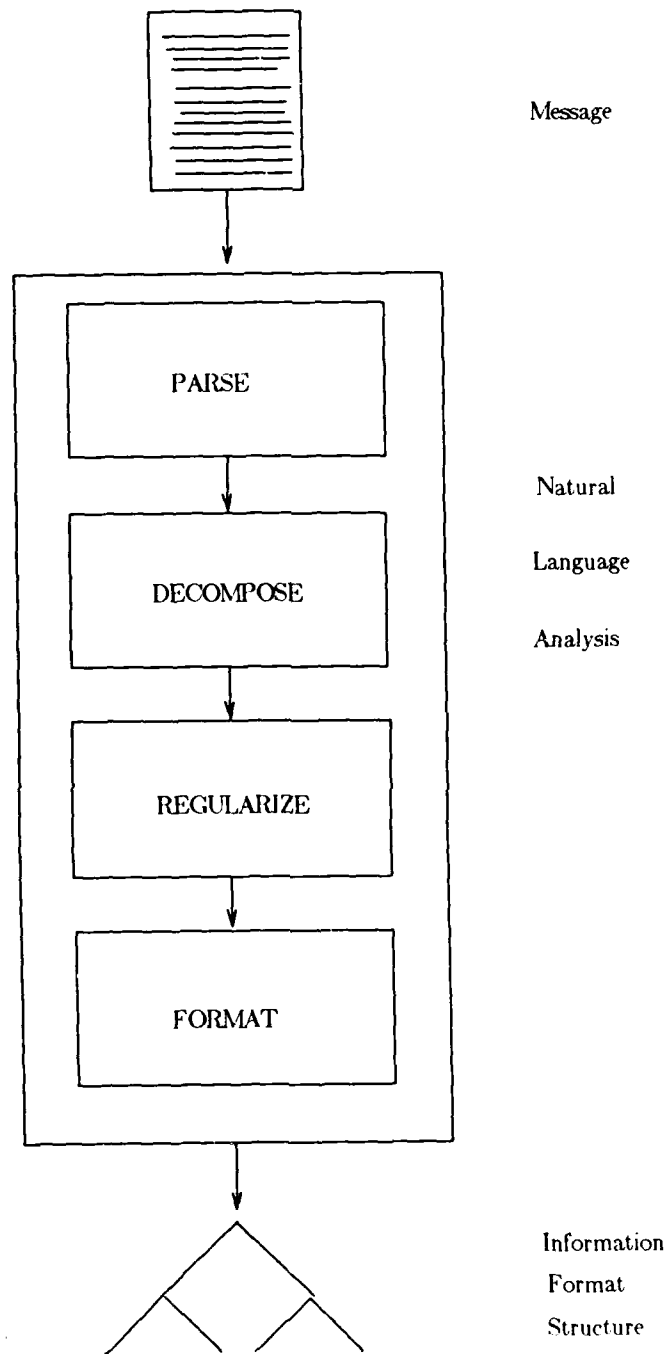 Message
PARSE
Natural
DECOMPOSE
Language
Analysis
REGULARIZE
FORMAT
Information
Format
Structure